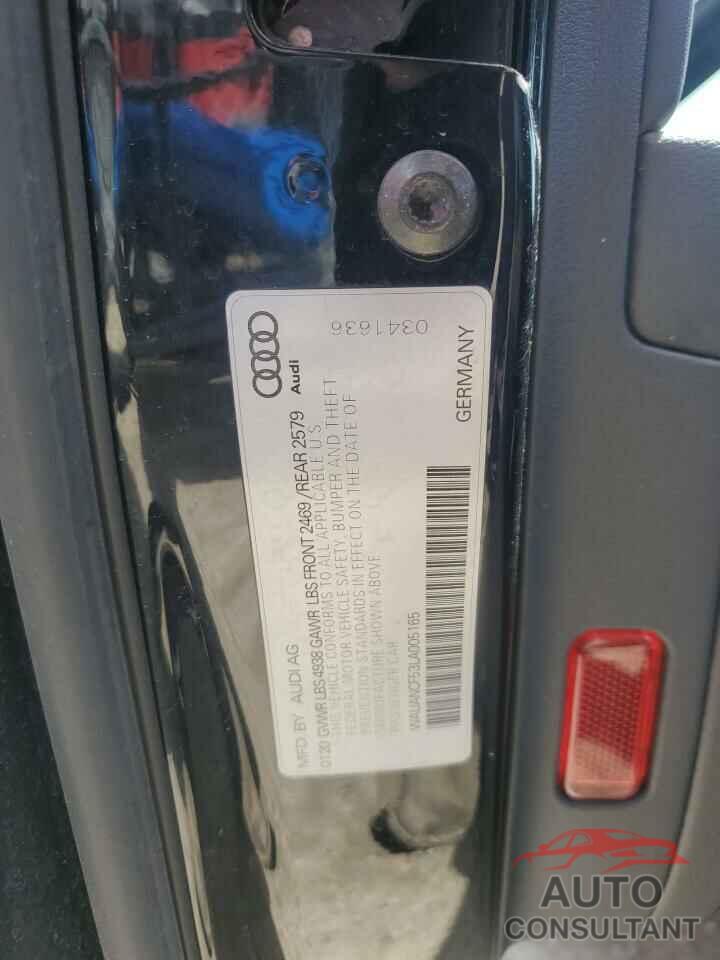 Audi
0341636
MFD BY AUDI AG
0120 GVWR LBS 4938 GAWR LBS FRONT 2469 / REAR 2579
THIS VEHICLE CONFORMS TO ALL APPLICABLE U.S.
FEDERAL MOTOR VEHICLE SAFETY, BUMPER AND THEFT
PREVENTION STANDARDS IN EFFECT ON THE DATE OF
MANUFACTURE SHOWN ABOVE.
PASSENGER CAR
WAUANCF53LA005165
GERMANY
AUTO
CONSULTANT